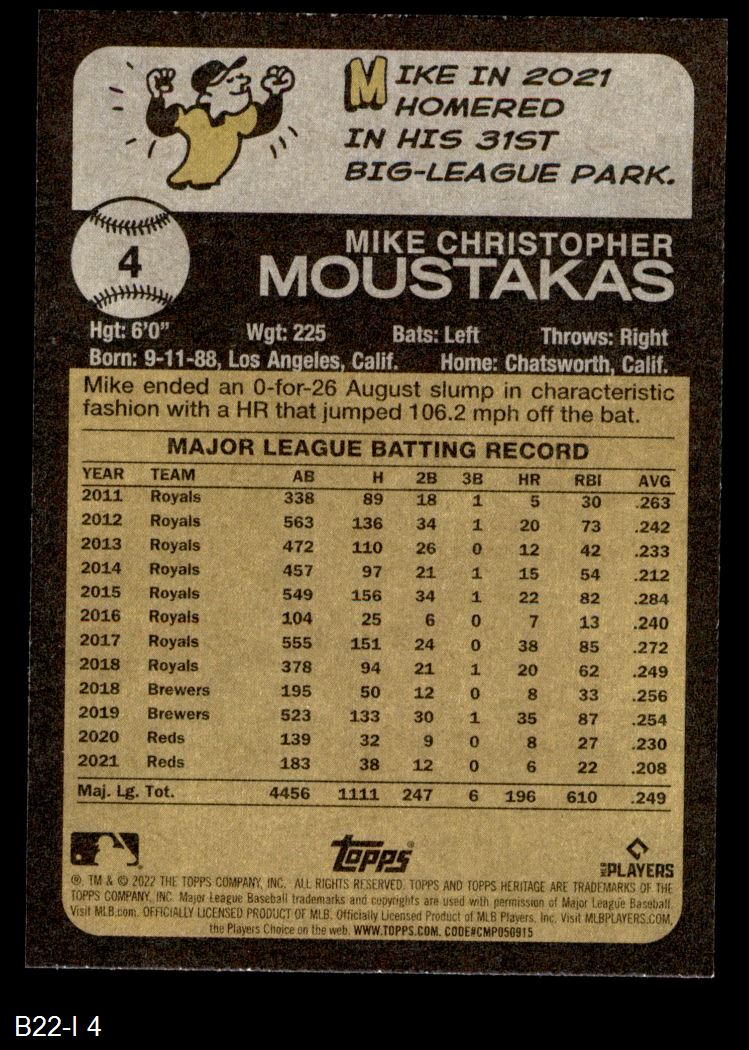 MIKE IN 2021
HOMERED
IN HIS 31ST
BIG-LEAGUE PARK.
4
MIKE CHRISTOPHER
MOUSTAKAS
Hgt: 6'0" Wgt: 225 Bats: Left Throws: Right
Born: 9-11-88, Los Angeles, Calif. Home: Chatsworth, Calif.
Mike ended an 0-for-26 August slump in characteristic
fashion with a HR that jumped 106.2 mph off the bat.
MAJOR LEAGUE BATTING RECORD
YEAR TEAM AB H 2B 3B HR RBI AVG
2011 Royals 338 89 18 1 5 30 .263
2012 Royals 563 136 34 1 20 73 .242
2013 Royals 472 110 26 0 12 42 .233
2014 Royals 457 97 21 1 15 54 .212
2015 Royals 549 156 34 1 22 82 .284
2016 Royals 104 25 6 0 7 13 .240
2017 Royals 555 151 24 0 38 85 .272
2018 Royals 378 94 21 1 20 62 .249
2018 Brewers 195 50 12 0 8 33 .256
2019 Brewers 523 133 30 1 35 87 .254
2020 Reds 139 32 9 0 8 27 .230
2021 Reds 183 38 12 0 6 22 .208
Maj. Lg. Tot. 4456 1111 247 6 196 610 .249
Topps
MLB PLAYERS
®, TM & © 2022 THE TOPPS COMPANY, INC. ALL RIGHTS RESERVED. TOPPS AND TOPPS HERITAGE ARE TRADEMARKS OF THE
TOPPS COMPANY, INC. Major League Baseball trademarks and copyrights are used with permission of Major League Baseball.
Visit MLB.com. OFFICIALLY LICENSED PRODUCT OF MLB. Officially Licensed Product of MLB Players, Inc. Visit MLBPLAYERS.COM,
the Players Choice on the web. WWW.TOPPS.COM. CODE#CMP050915
B22-I 4